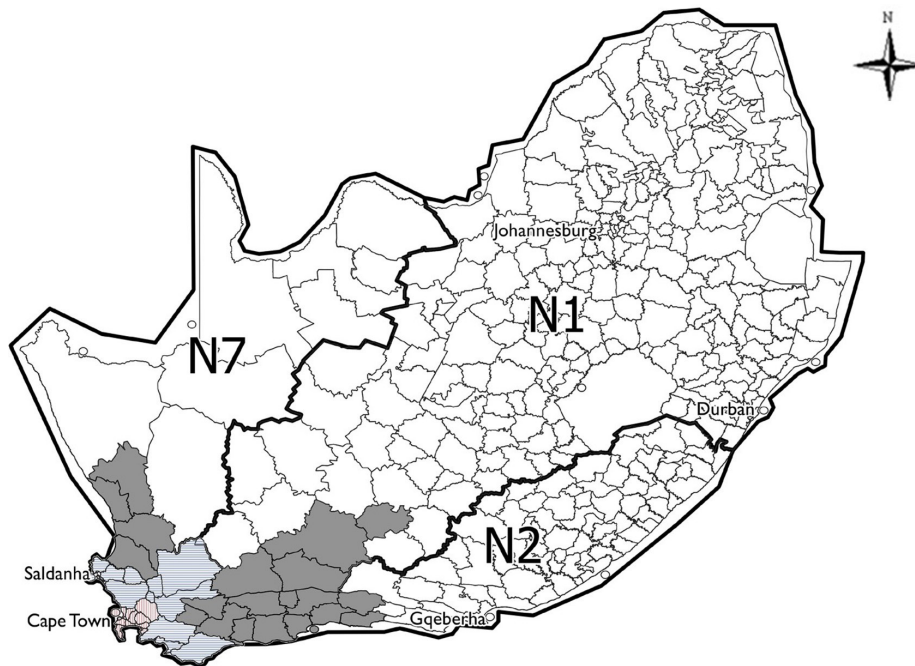 N
Johannesburg
N1
N7
Durban
N2
Saldanha
Cape Town
Gqeberha